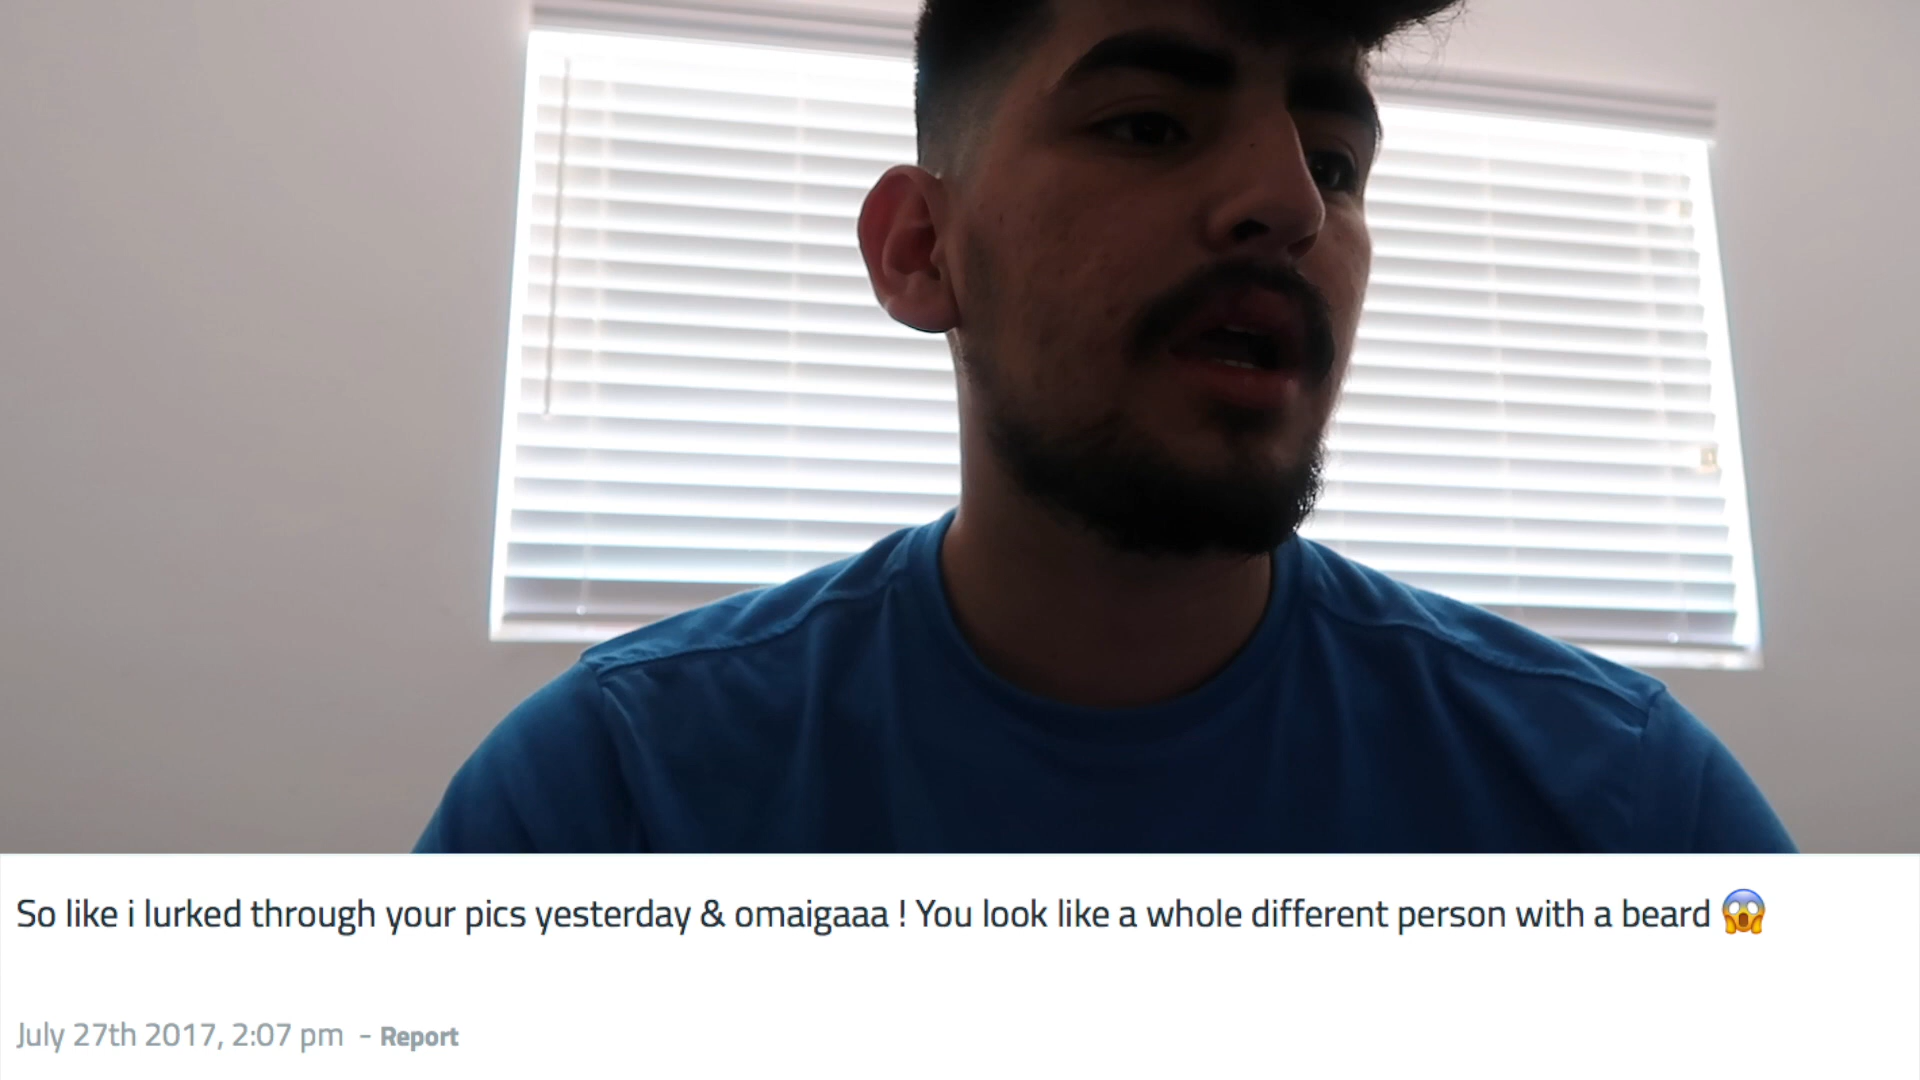 So like i lurked through your pics yesterday & omaigaaa ! You look like a whole different person with a beard 😱
July 27th 2017, 2:07 pm - Report